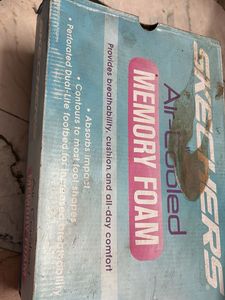 SKECHERS
Air-Cooled
MEMORY FOAM
Provides breathability, cushion and all-day comfort
• Absorbs impact
• Contours to most foot shapes
• Perforated Dual-Lite footbed for increased breathability